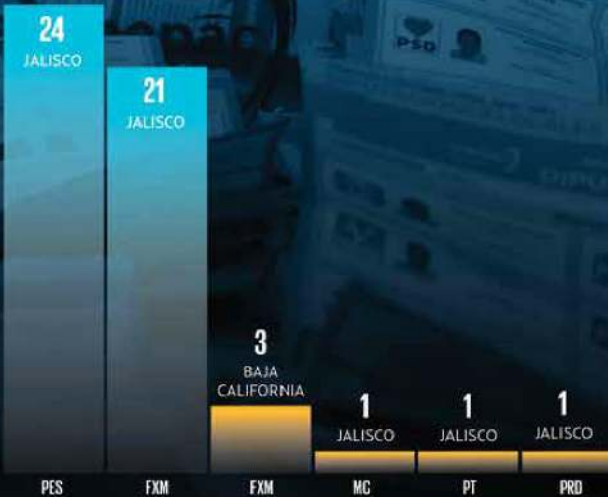 24
JALISCO
21
JALISCO
3
BAJA
CALIFORNIA
1
JALISCO
1
JALISCO
1
JALISCO
PES
FXM
FXM
MC
PT
PRD
PSD